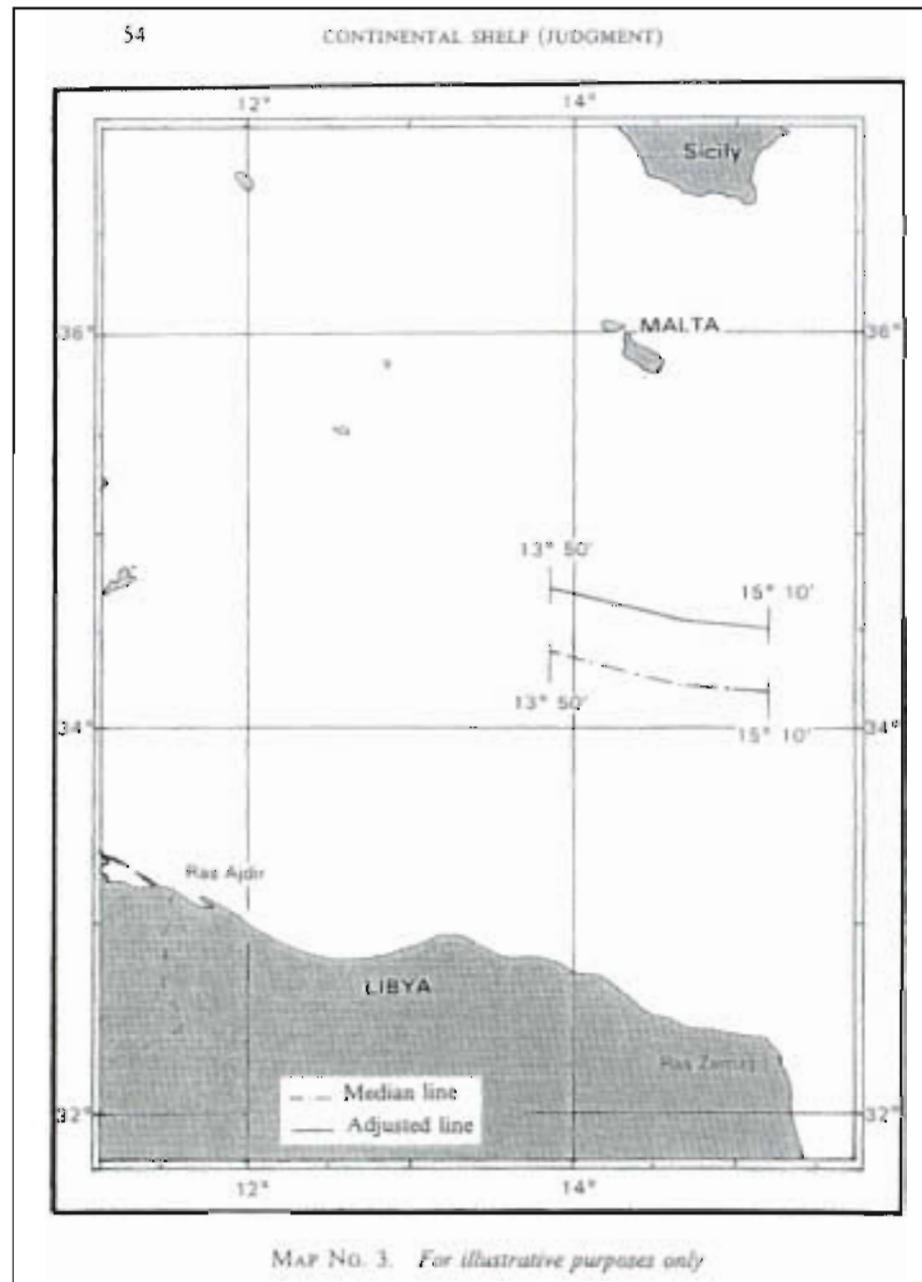 54 CONTINENTAL SHELF (JUDGMENT)
12° 14°
Sicily
36° MALTA 36°
13° 50'
15° 10'
13° 50'
34° 15° 10' 34°
Ras Ajdir
LIBYA
Ras Zarruq
Median line
32° Adjusted line 32°
12° 14°
MAP NO. 3. For illustrative purposes only